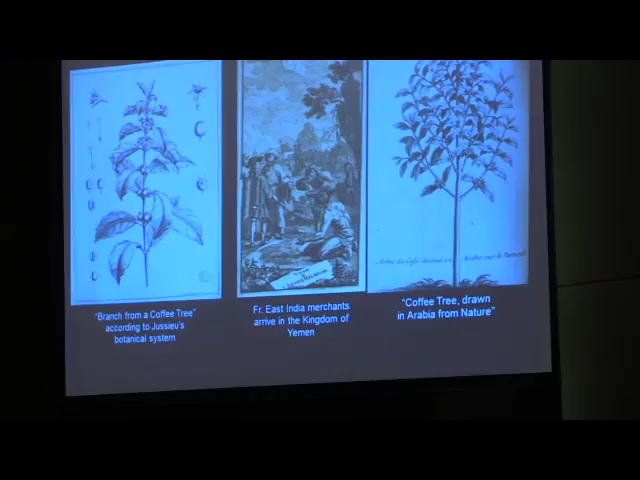 "Branch from a Coffee Tree"
according to Jussieu's
botanical system
Fr. East India merchants
arrive in the Kingdom of
Yemen
"Coffee Tree, drawn
in Arabia from Nature"